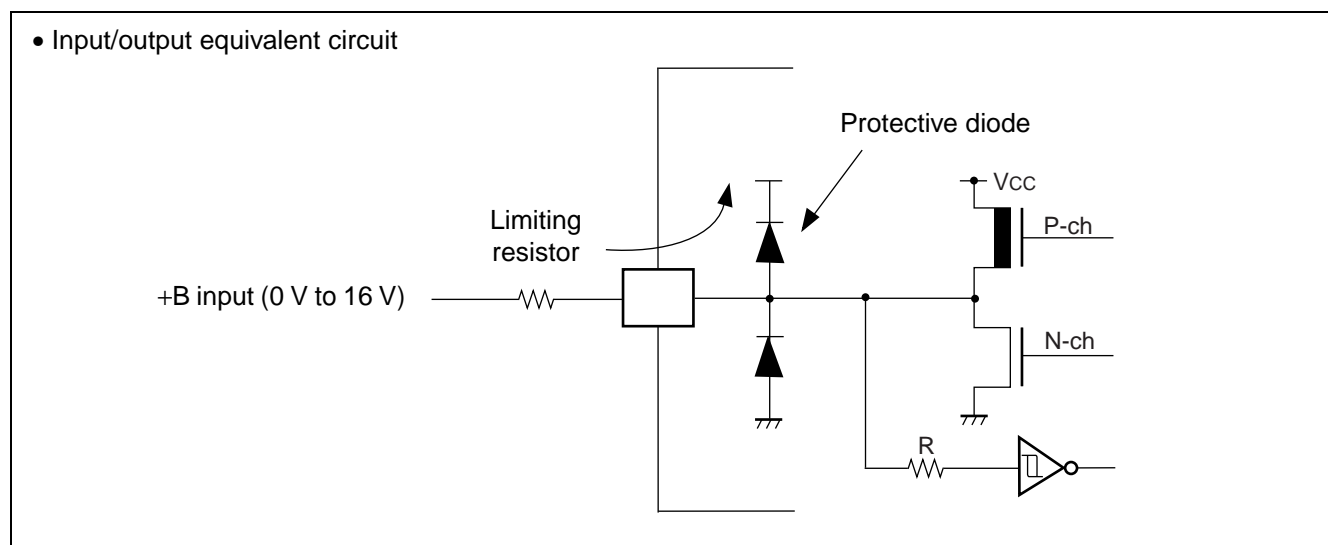 • Input/output equivalent circuit
Protective diode
VCC
Limiting
resistor
P-ch
+B input (0 V to 16 V)
N-ch
R